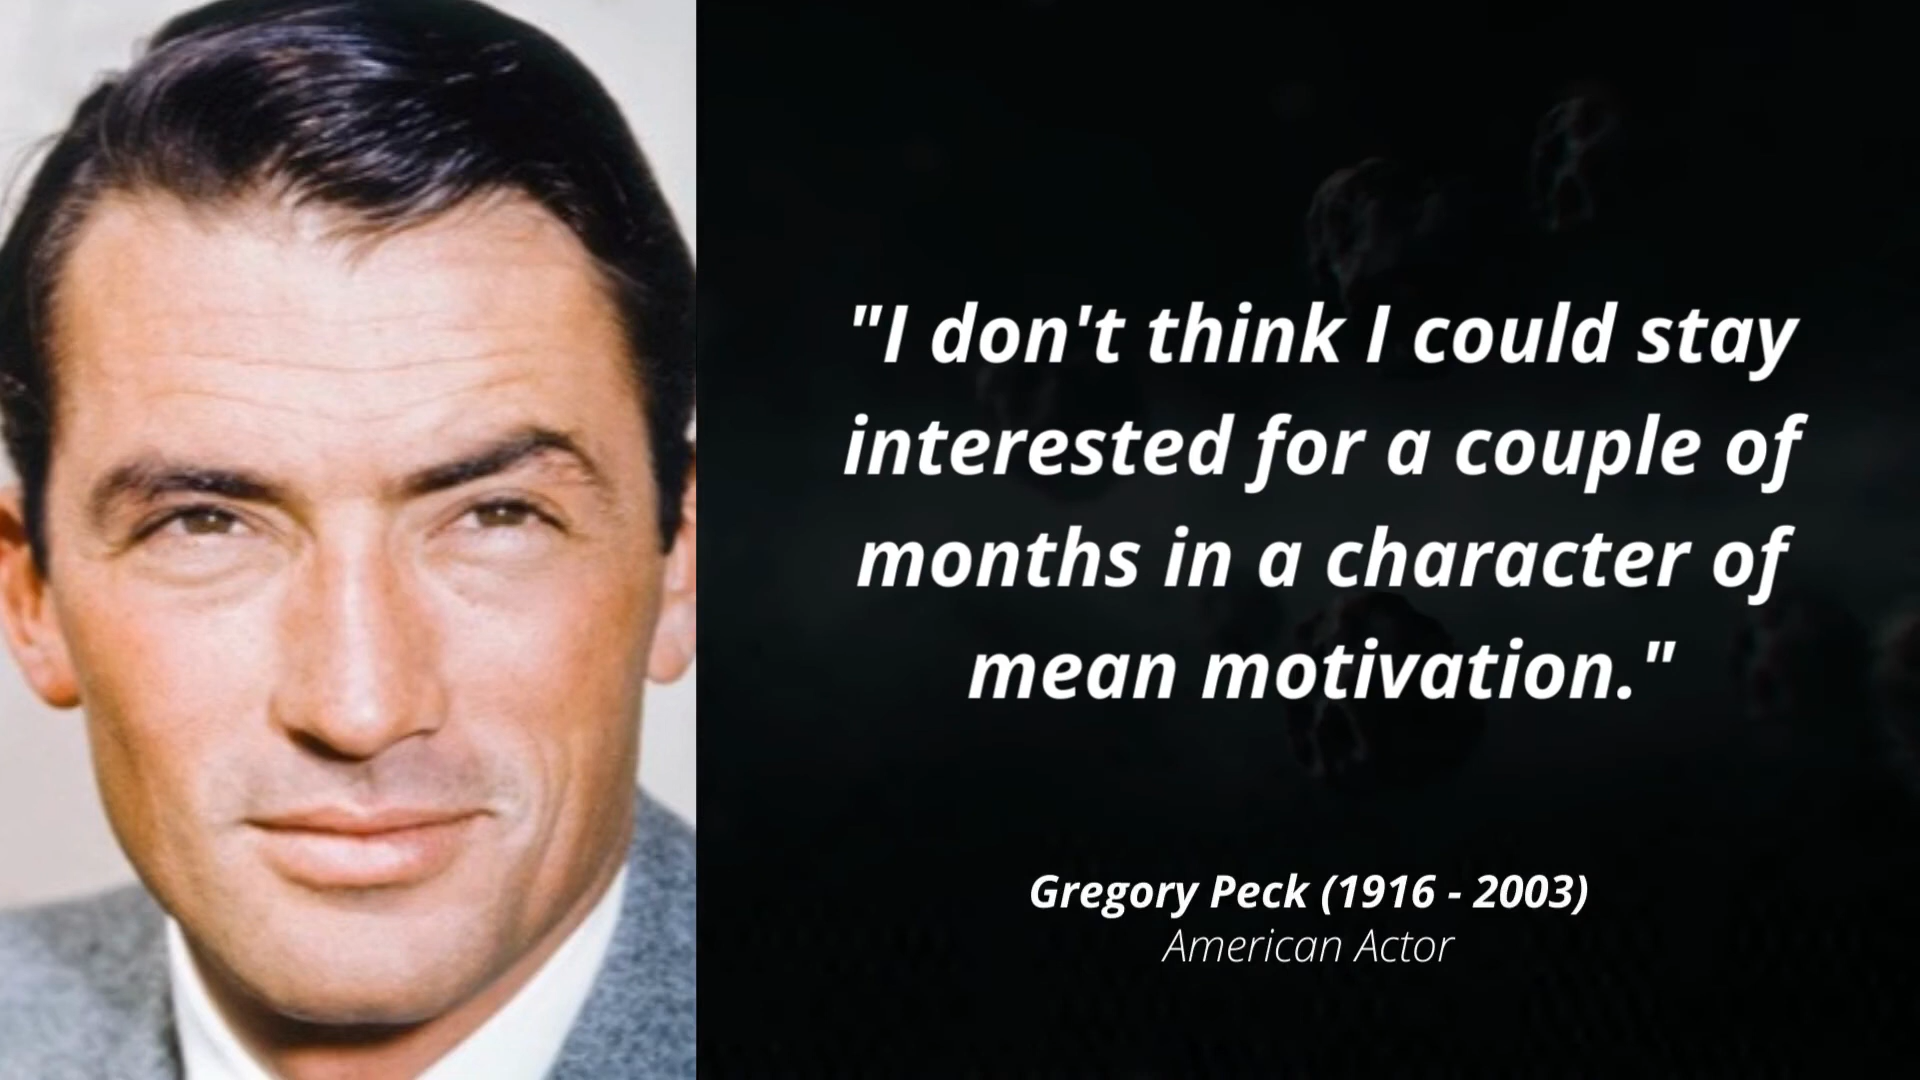 "I don't think I could stay
interested for a couple of
months in a character of
mean motivation."
Gregory Peck (1916 - 2003)
American Actor